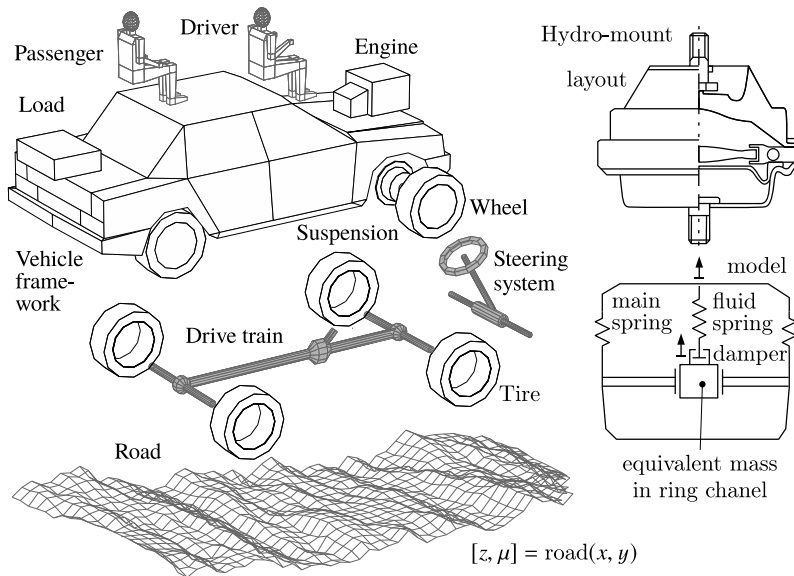 Passenger
Driver
Engine
Load
Wheel
Suspension
Vehicle
frame-
work
Steering
system
Drive train
Tire
Road
[z, μ] = road(x, y)
Hydro-mount
layout
model
main
spring
fluid
spring
damper
equivalent mass
in ring chanel